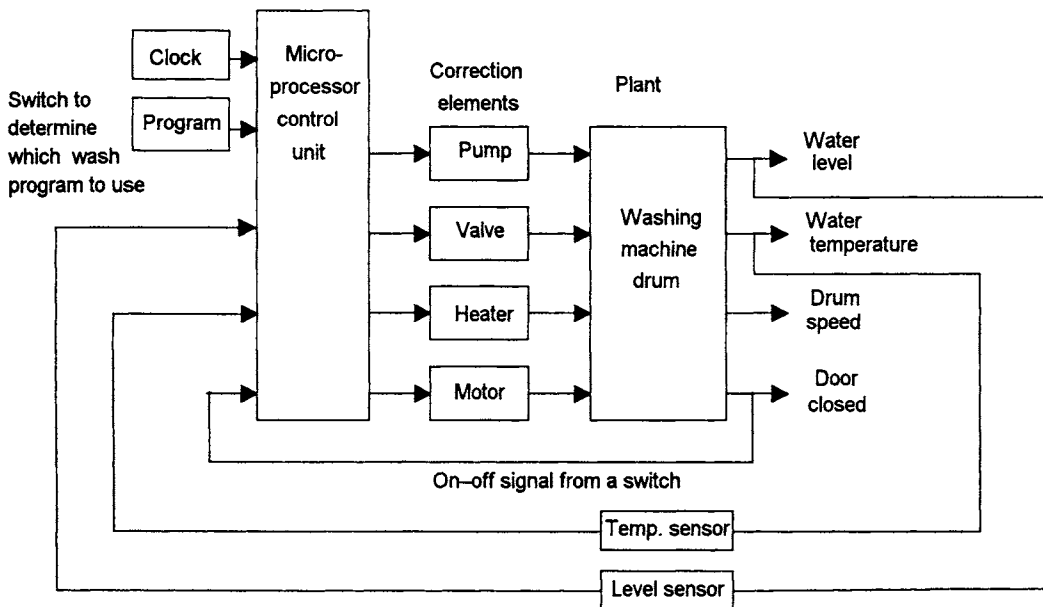 Clock
Program
Switch to
determine
which wash
program to use
Micro-
processor
control
unit
Correction
elements
Pump
Valve
Heater
Motor
Plant
Washing
machine
drum
Water
level
Water
temperature
Drum
speed
Door
closed
On–off signal from a switch
Temp. sensor
Level sensor